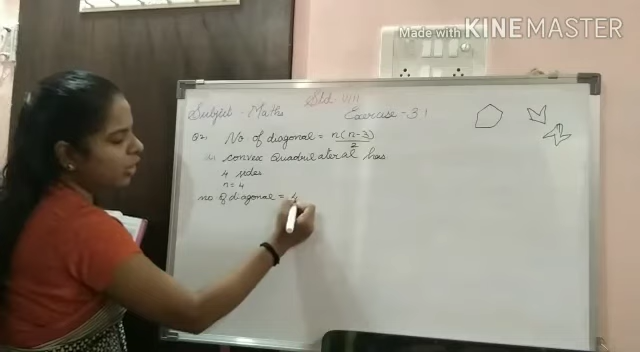 Made with KINEMASTER
Std VIII
Subject - Maths Exercise - 3.1
Q2. No of diagonal = n(n-3)/2
convex Quadrilateral has
4 sides
n = 4
no of diagonal = 4